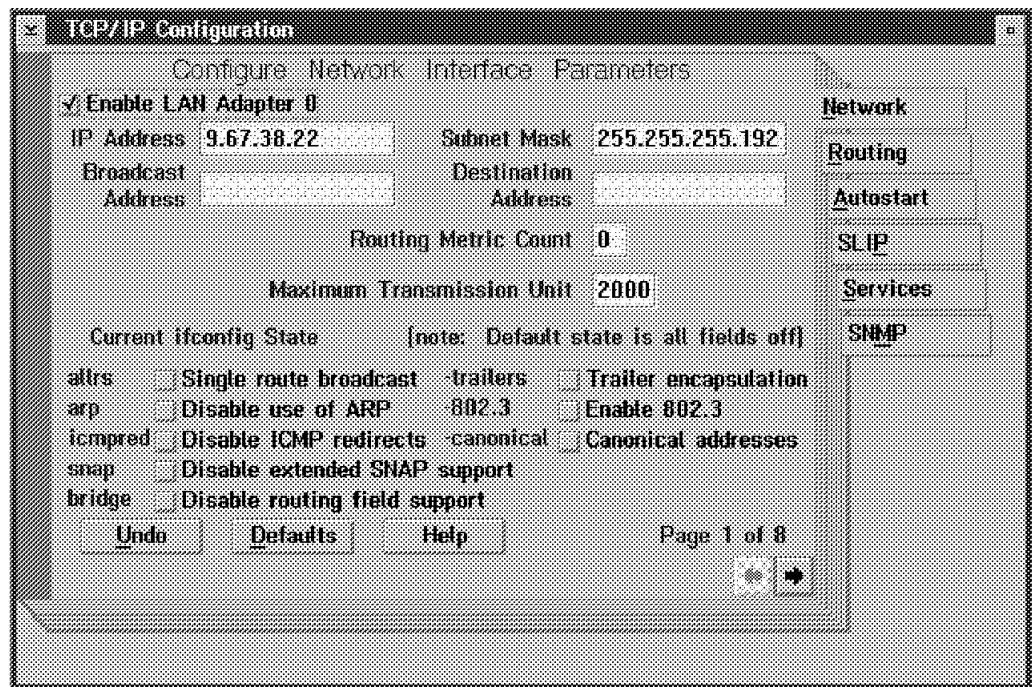 TCP/IP Configuration
Configure Network Interface Parameters
✓ Enable LAN Adapter 0
IP Address 9.67.38.22 Subnet Mask 255.255.255.192
Broadcast Address Destination Address
Routing Metric Count 0
Maximum Transmission Unit 2000
Current ifconfig State [note: Default state is all fields off]
allrs Single route broadcast -trailers Trailer encapsulation
arp Disable use of ARP -802.3 Enable 802.3
icmpred Disable ICMP redirects -canonical Canonical addresses
snap Disable extended SNAP support
bridge Disable routing field support
Undo Defaults Help Page 1 of 8
Network
Routing
Autostart
SLIP
Services
SNMP